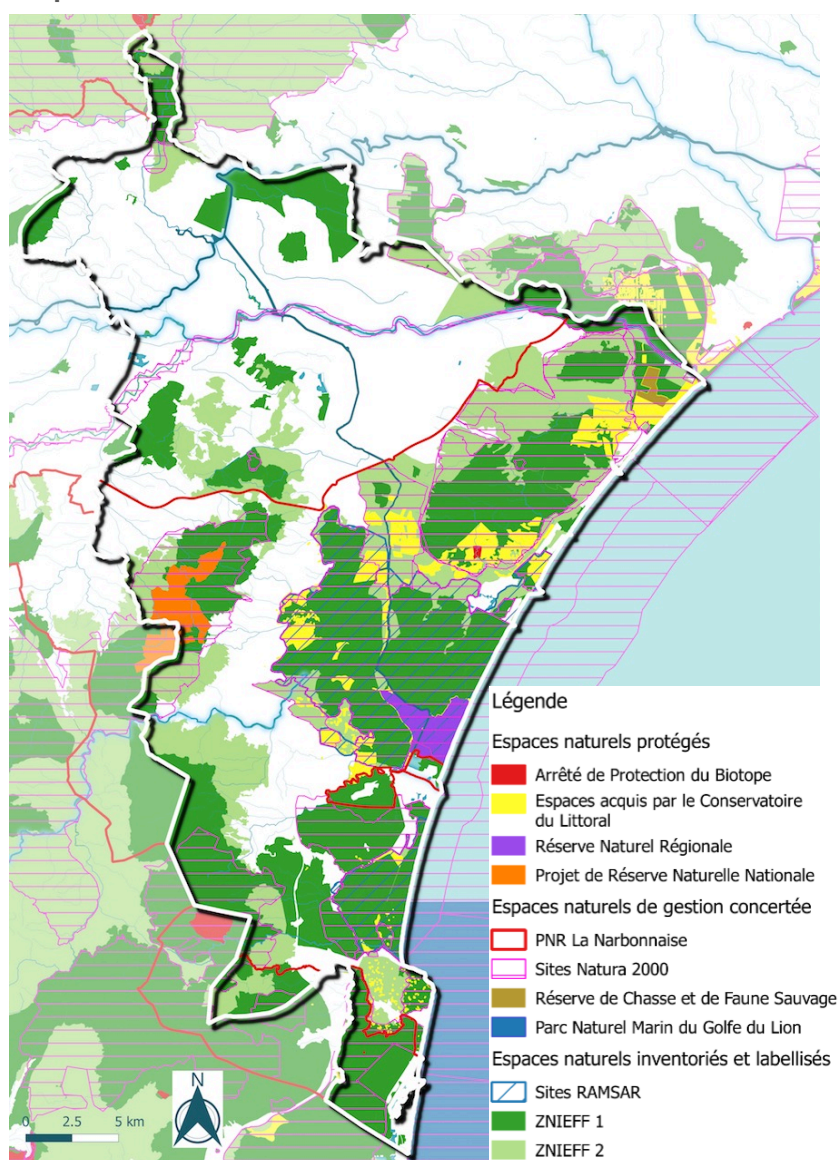 Légende
Espaces naturels protégés
Arrêté de Protection du Biotope
Espaces acquis par le Conservatoire
du Littoral
Réserve Naturel Régionale
Projet de Réserve Naturelle Nationale
Espaces naturels de gestion concertée
PNR La Narbonnaise
Sites Natura 2000
Réserve de Chasse et de Faune Sauvage
Parc Naturel Marin du Golfe du Lion
Espaces naturels inventoriés et labellisés
Sites RAMSAR
ZNIEFF 1
ZNIEFF 2
N
0 2.5 5 km